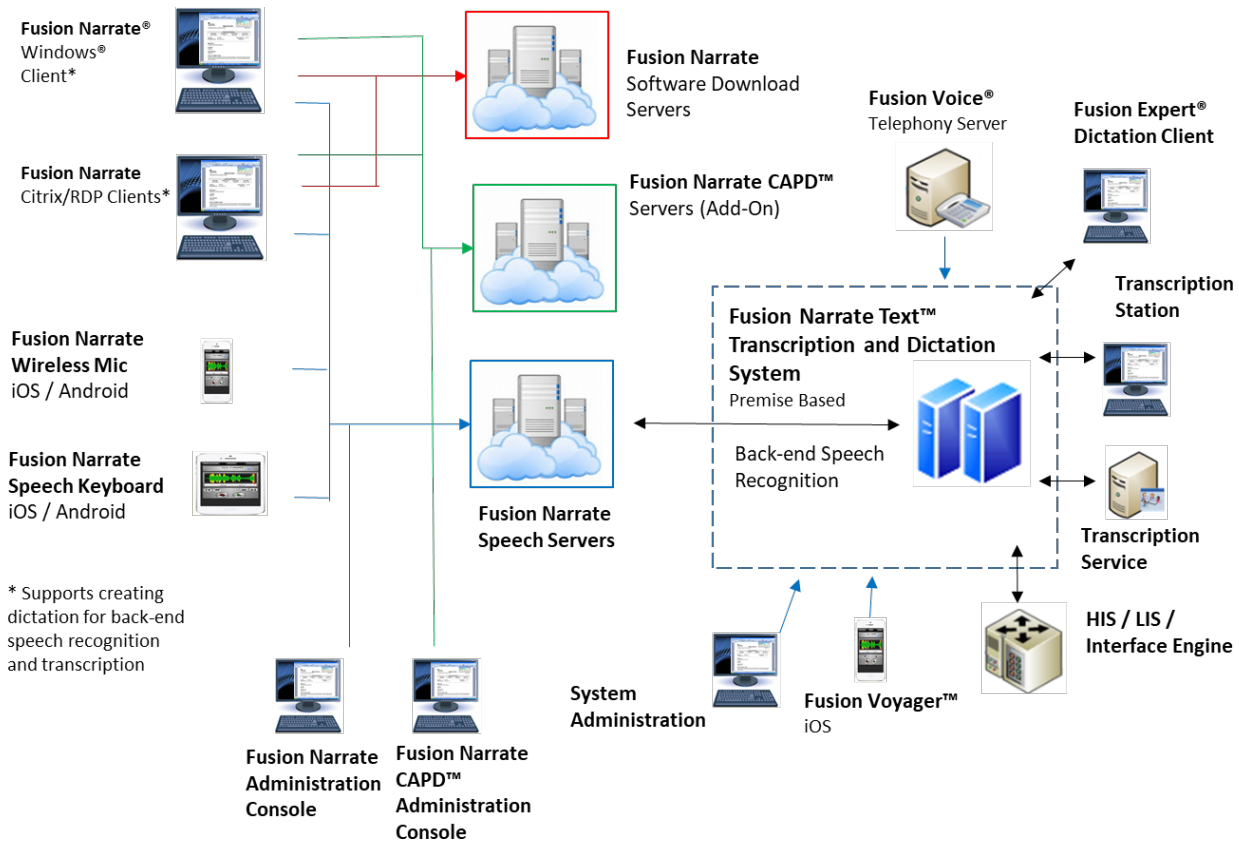 Fusion Narrate®
Windows®
Client*
Fusion Narrate
Citrix/RDP Clients*
Fusion Narrate
Wireless Mic
iOS / Android
Fusion Narrate
Speech Keyboard
iOS / Android
* Supports creating
dictation for back-end
speech recognition
and transcription
Fusion Narrate
Software Download
Servers
Fusion Narrate CAPD™
Servers (Add-On)
Fusion Narrate
Speech Servers
Fusion Narrate
Administration
Console
Fusion Narrate
CAPD™
Administration
Console
Fusion Voice®
Telephony Server
Fusion Expert®
Dictation Client
Transcription
Station
Fusion Narrate Text™
Transcription and Dictation
System
Premise Based
Back-end Speech
Recognition
Transcription
Service
HIS / LIS /
Interface Engine
System
Administration
Fusion Voyager™
iOS